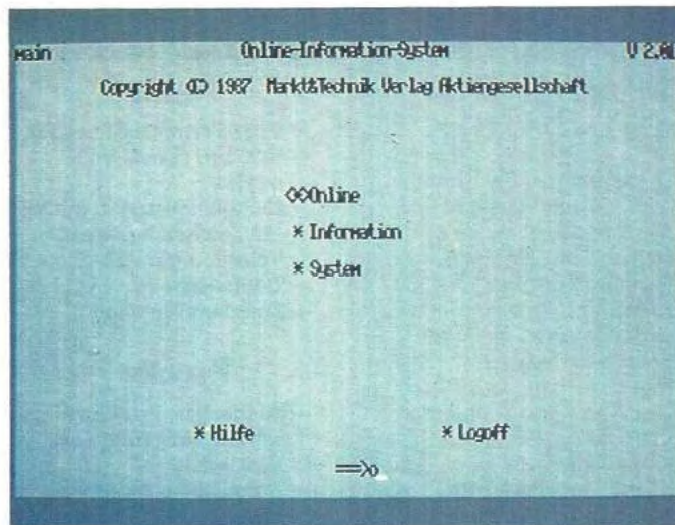 main Online-Information-System V 2.0
Copyright (C) 1987 Markt&Technik Verlag Aktiengesellschaft
<>Online
* Information
* System
* Hilfe * Logoff
==>o